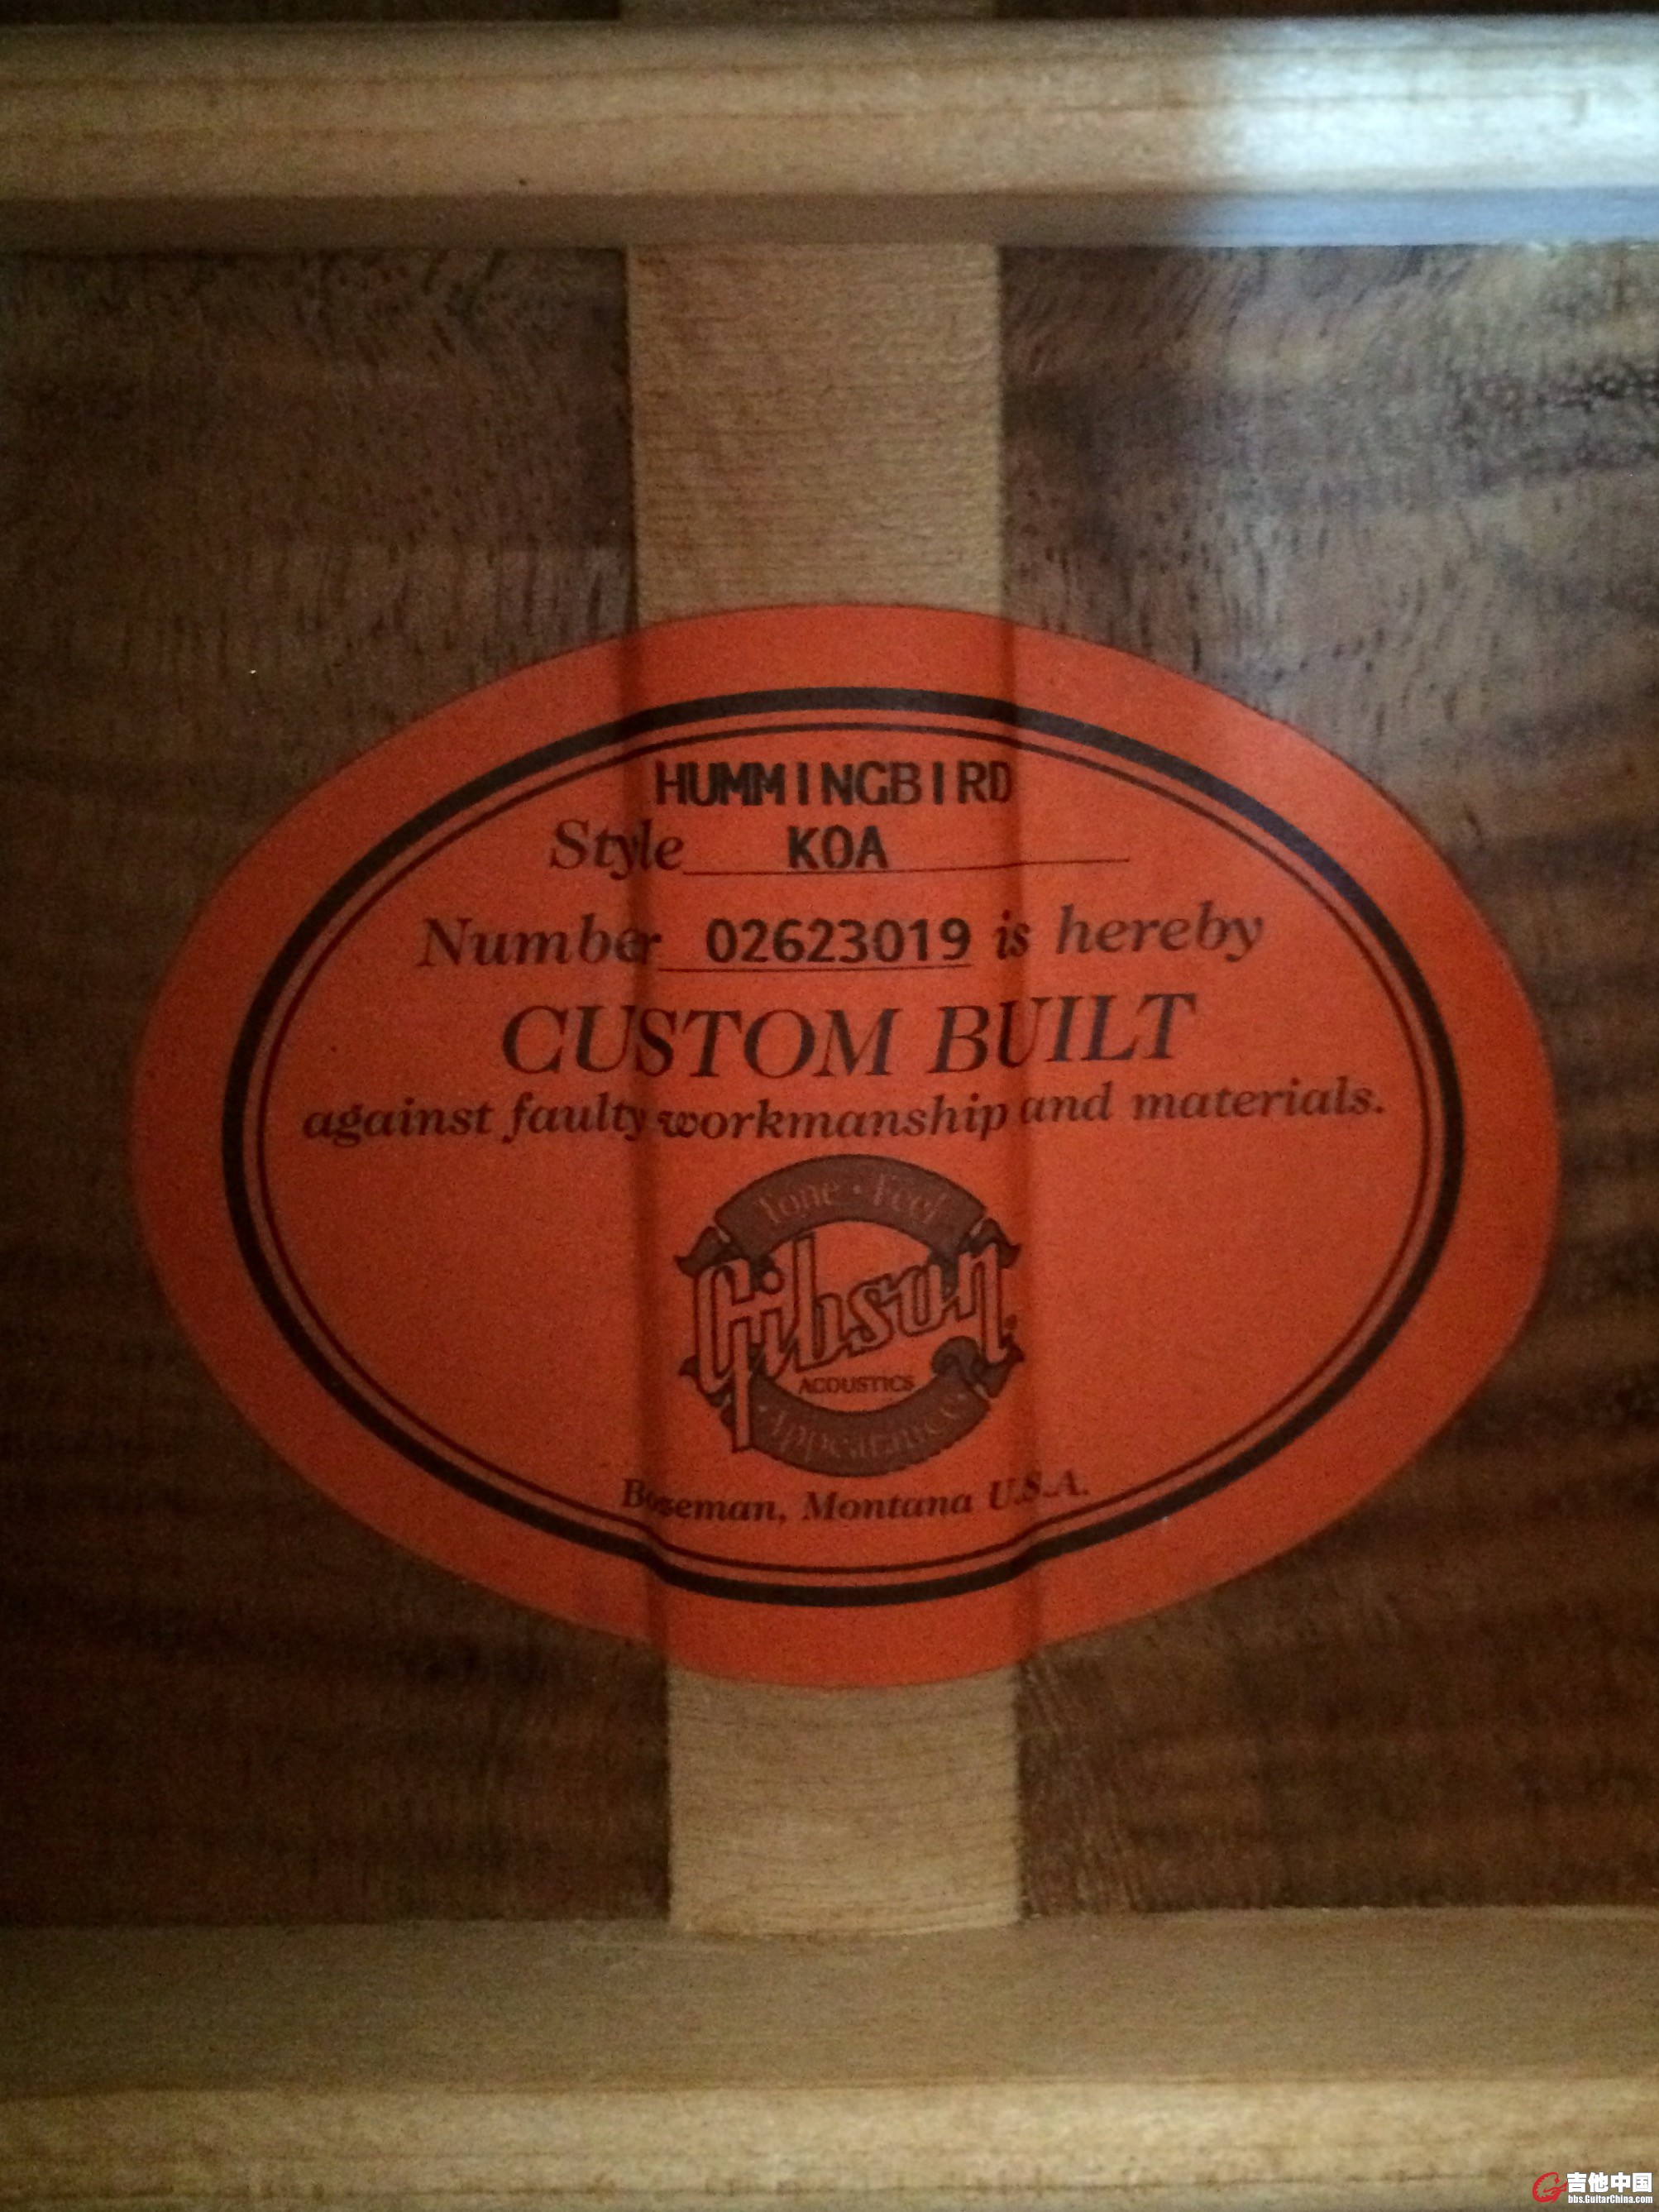 HUMMINGBIRD
Style KOA
Number 02623019 is hereby
CUSTOM BUILT
against faulty workmanship and materials.
Tone · Feel
Gibson
ACOUSTICS
· Appearance ·
Bozeman, Montana U.S.A.
吉他中国
bbs.GuitarChina.com